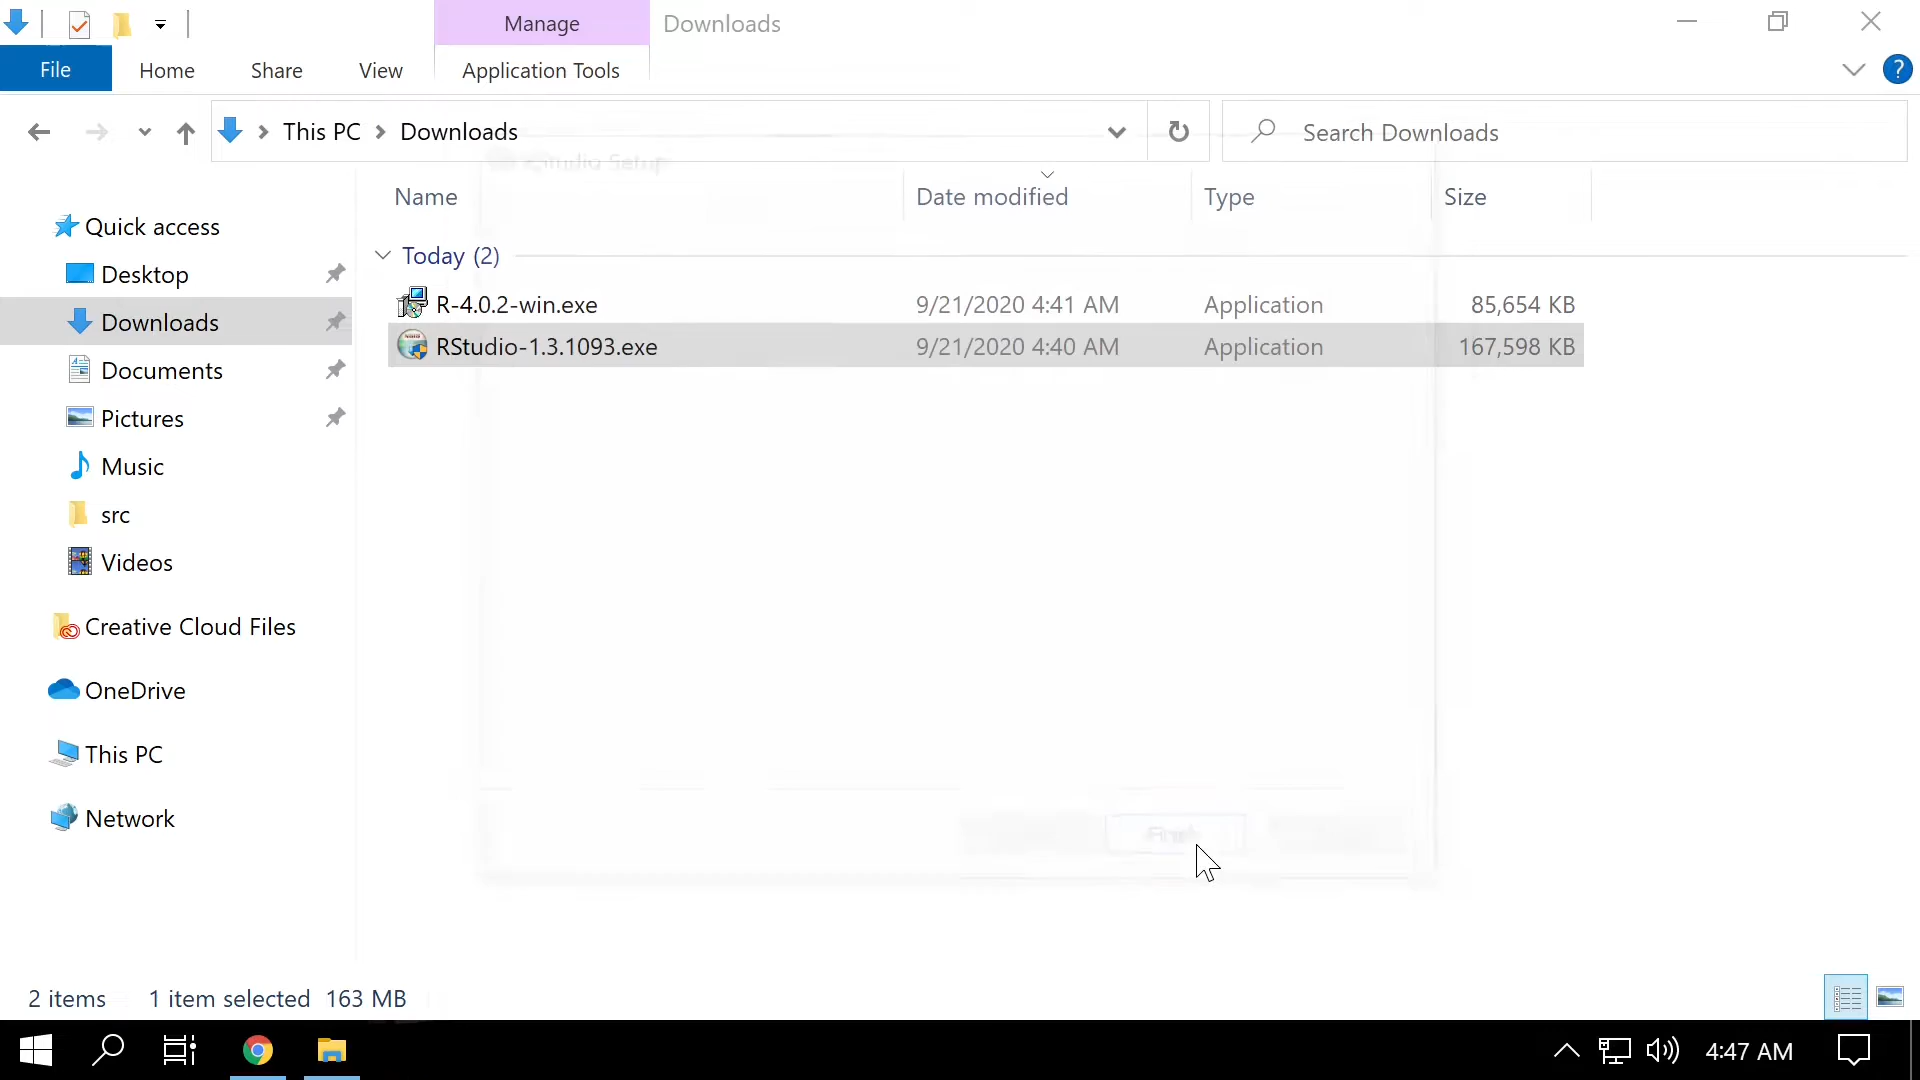 Manage
Downloads
File
Home
Share
View
Application Tools
?
This PC
Downloads
Search Downloads
Studio Setup
Name
Date modified
Type
Size
Quick access
Today (2)
Desktop
R-4.0.2-win.exe
9/21/2020 4:41 AM
Application
85,654 KB
Downloads
RStudio-1.3.1093.exe
9/21/2020 4:40 AM
Application
167,598 KB
Documents
Pictures
Music
src
Videos
Creative Cloud Files
OneDrive
This PC
Network
Finish
2 items
1 item selected
163 MB
4:47 AM